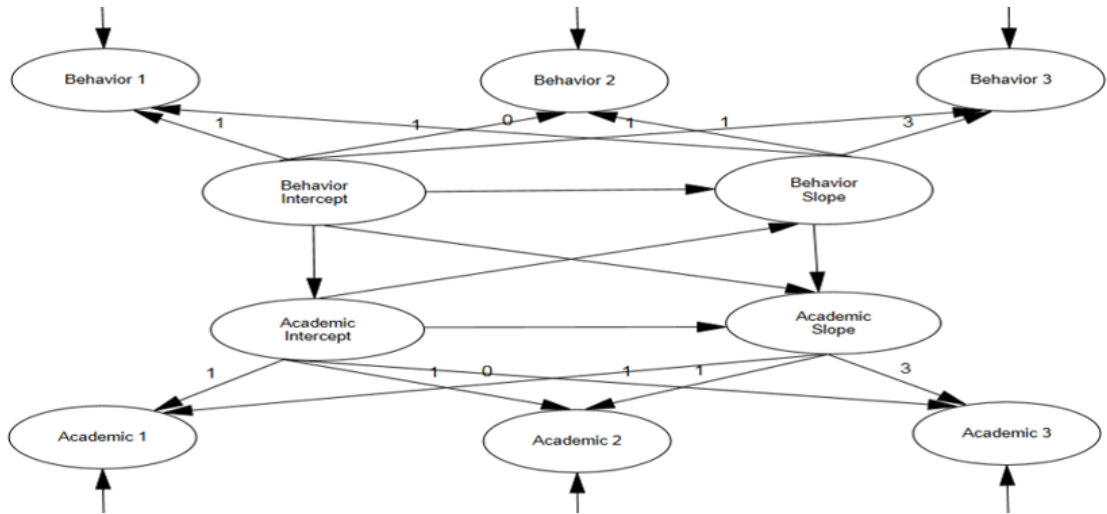 Behavior 1
Behavior 2
Behavior 3
1
1
0
1
1
3
Behavior
Intercept
Behavior
Slope
Academic
Intercept
Academic
Slope
1
1
0
1
1
3
Academic 1
Academic 2
Academic 3